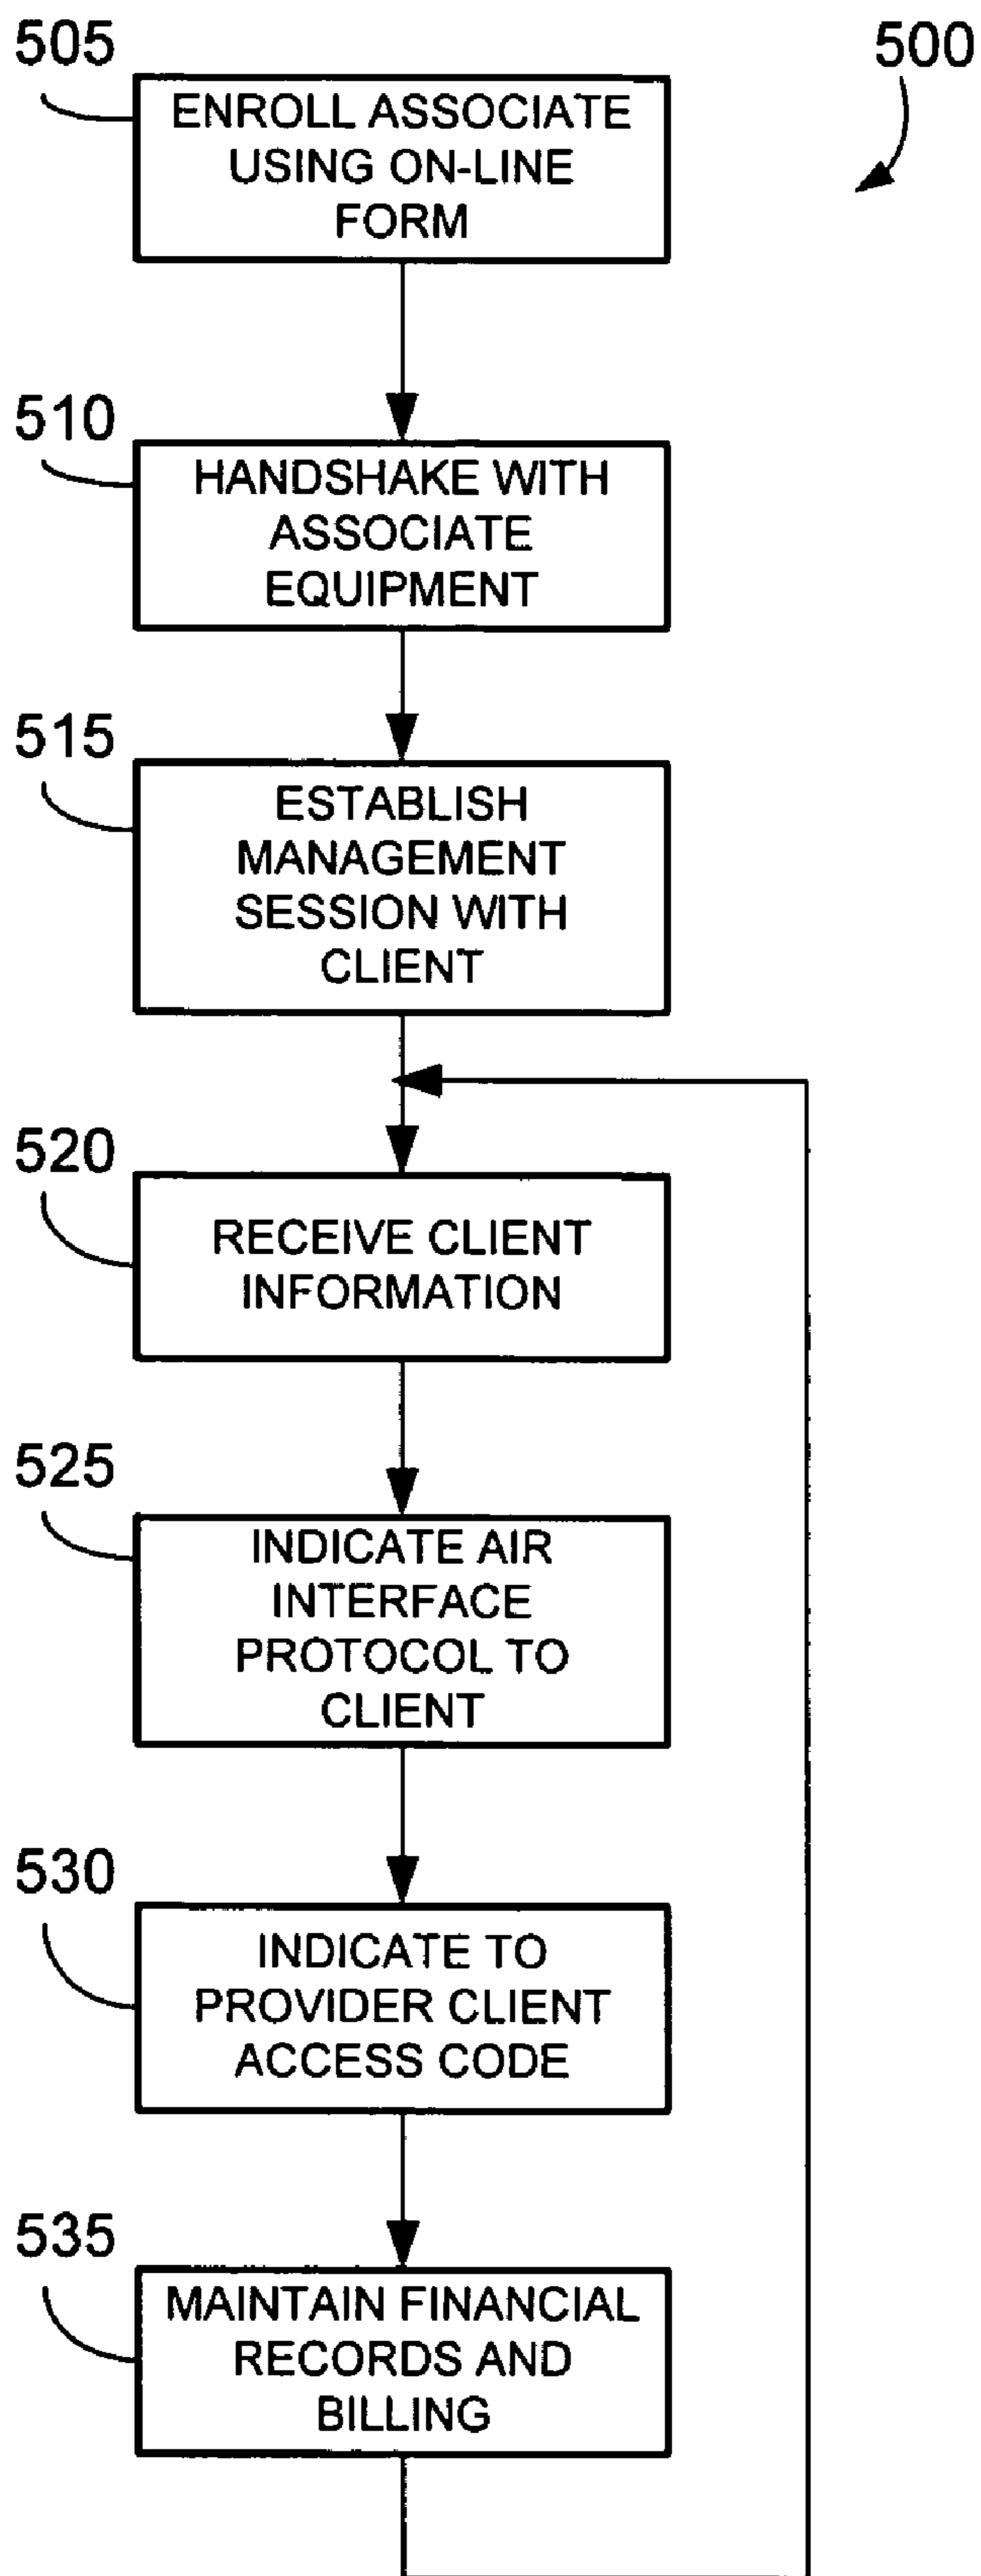 505
500
ENROLL ASSOCIATE
USING ON-LINE
FORM
510
HANDSHAKE WITH
ASSOCIATE
EQUIPMENT
515
ESTABLISH
MANAGEMENT
SESSION WITH
CLIENT
520
RECEIVE CLIENT
INFORMATION
525
INDICATE AIR
INTERFACE
PROTOCOL TO
CLIENT
530
INDICATE TO
PROVIDER CLIENT
ACCESS CODE
535
MAINTAIN FINANCIAL
RECORDS AND
BILLING